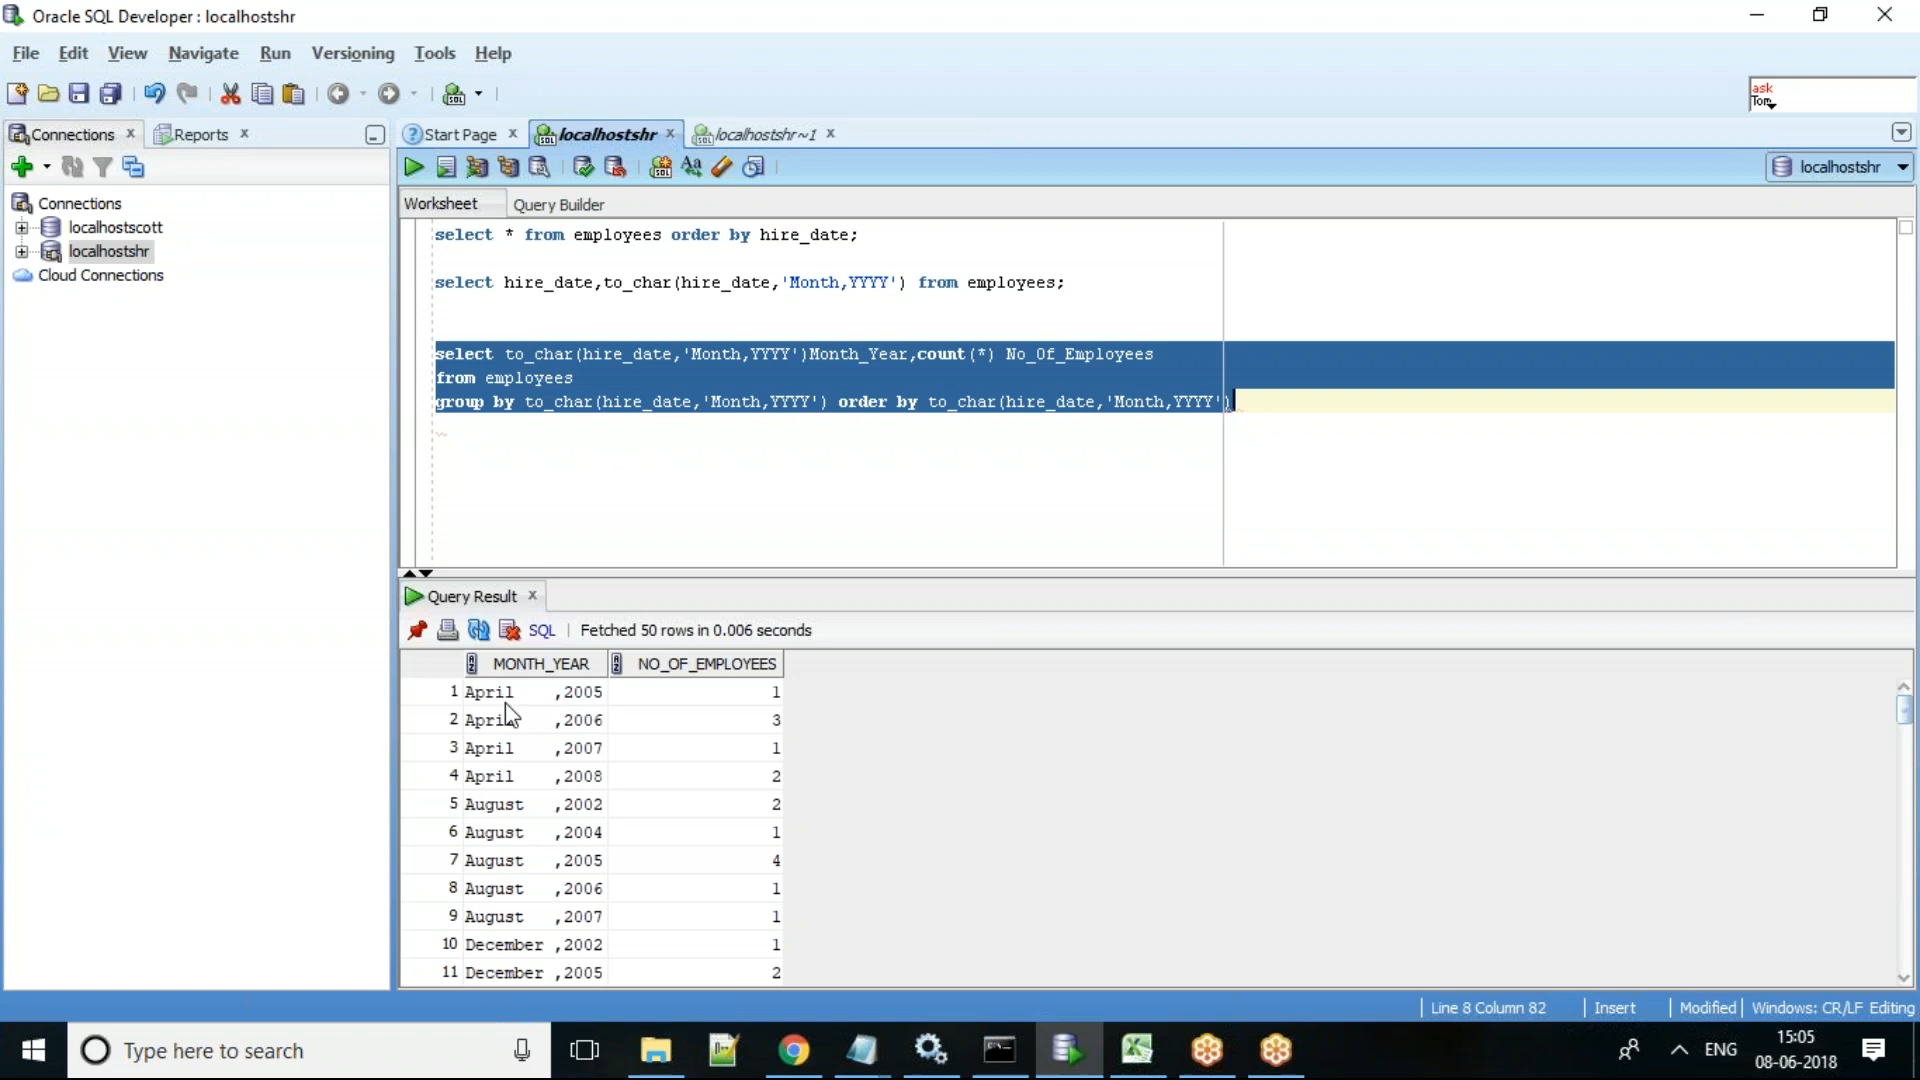 Oracle SQL Developer : localhostshr
File Edit View Navigate Run Versioning Tools Help
ask
Tom
Connections Reports
Start Page localhostshr localhostshr~1
localhostshr
Worksheet Query Builder
Connections
localhostscott
localhostshr
Cloud Connections
select * from employees order by hire_date;
select hire_date,to_char(hire_date,'Month,YYYY') from employees;
select to_char(hire_date,'Month,YYYY')Month_Year,count(*) No_Of_Employees
from employees
group by to_char(hire_date,'Month,YYYY') order by to_char(hire_date,'Month,YYYY')
Query Result
SQL Fetched 50 rows in 0.006 seconds
MONTH_YEAR NO_OF_EMPLOYEES
1 April ,2005 1
2 April ,2006 3
3 April ,2007 1
4 April ,2008 2
5 August ,2002 2
6 August ,2004 1
7 August ,2005 4
8 August ,2006 1
9 August ,2007 1
10 December ,2002 1
11 December ,2005 2
Line 8 Column 82 Insert Modified Windows: CR/LF Editing
Type here to search
ENG
15:05
08-06-2018